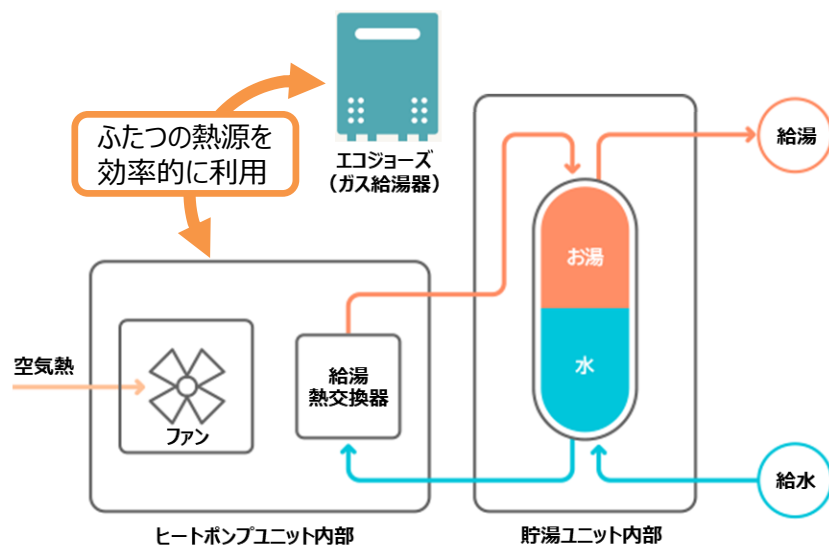 ふたつの熱源を
効率的に利用
エコジョーズ
（ガス給湯器）
給湯
お湯
水
空気熱
ファン
給湯
熱交換器
給水
ヒートポンプユニット内部
貯湯ユニット内部